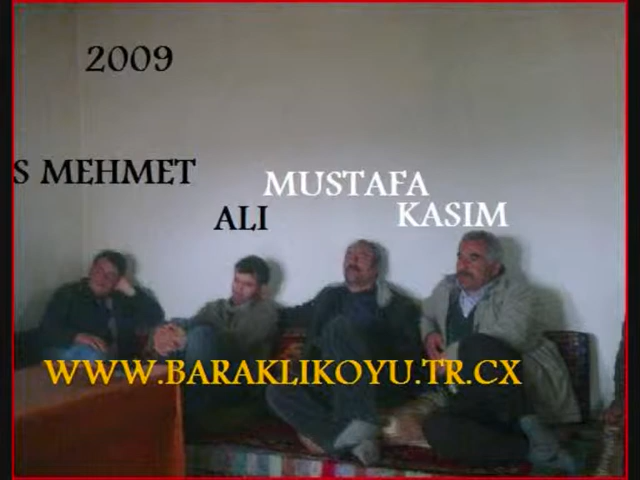 2009
S MEHMET
MUSTAFA
ALI
KASIM
WWW.BARAKLIKOYU.TR.CX